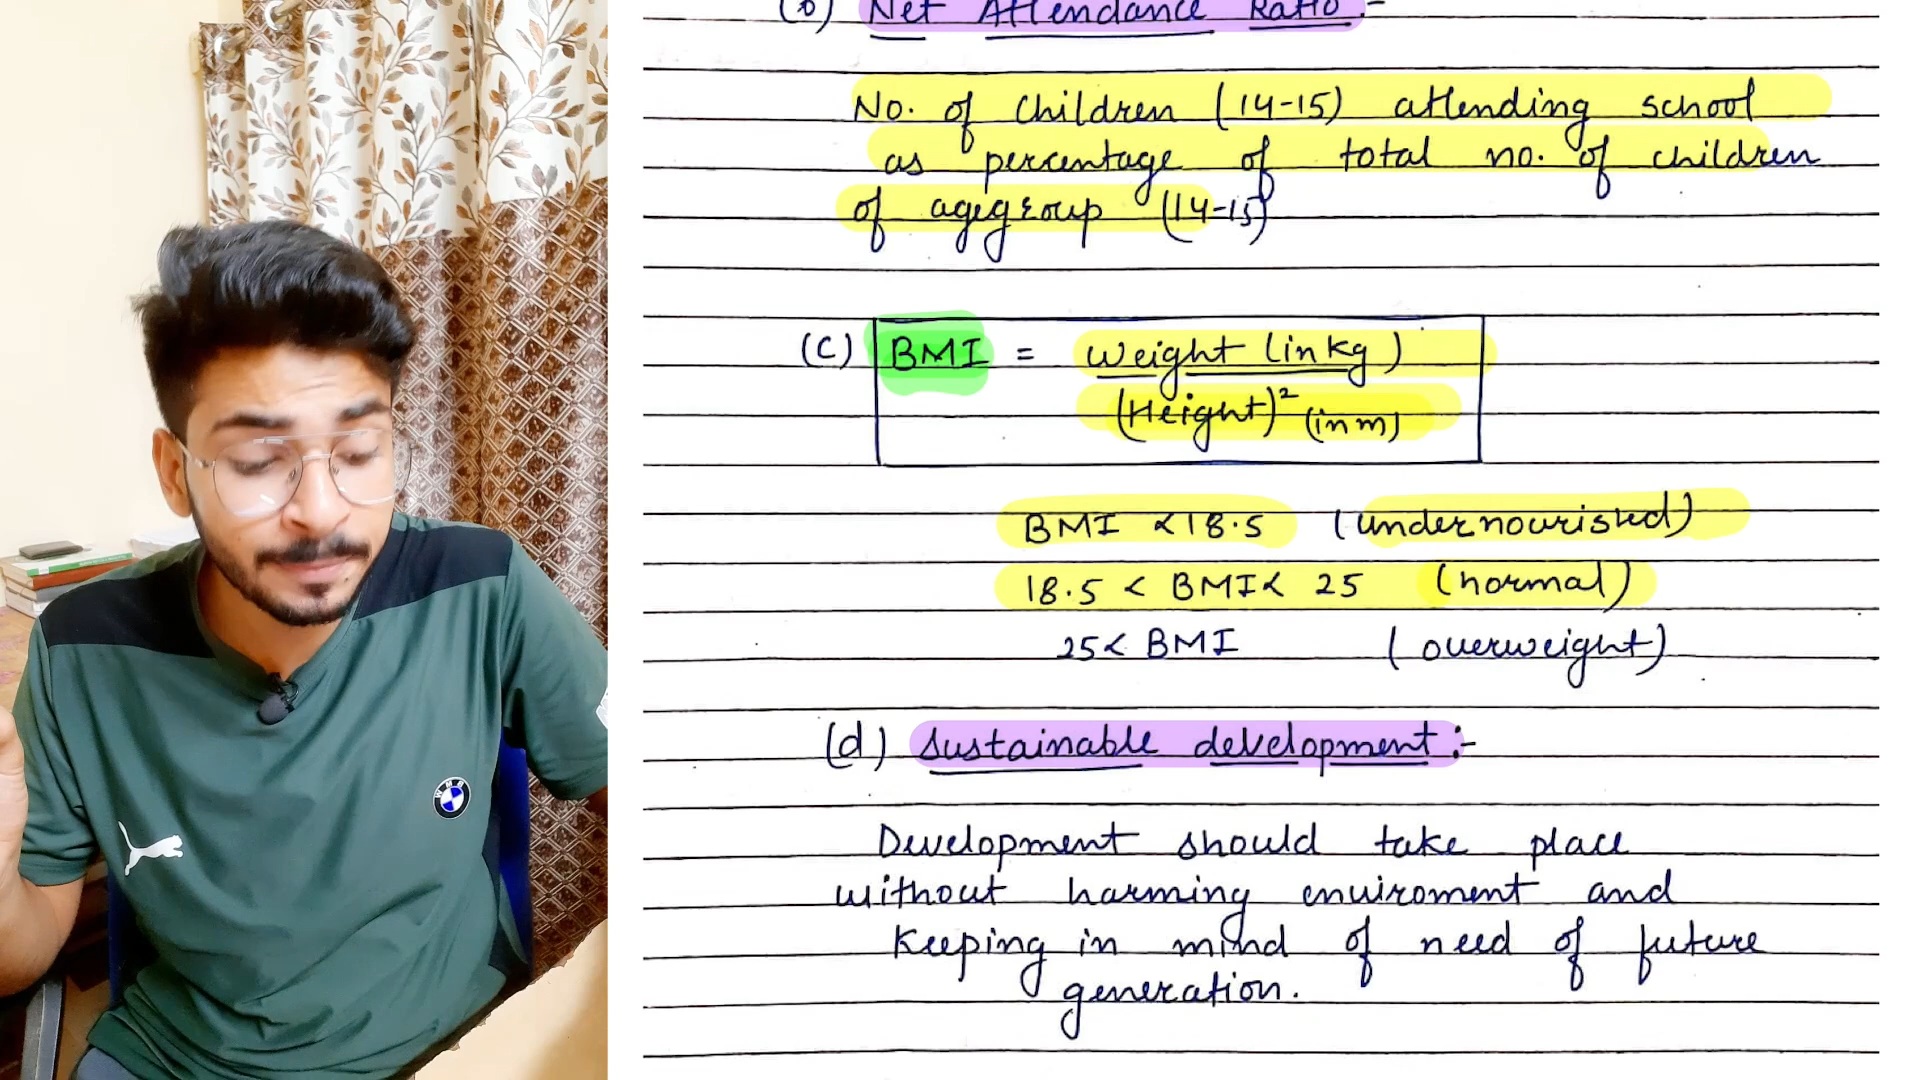 (b) Net Attendance Ratio :-
No. of Children (14-15) attending school
as percentage of total no. of children
of agegroup (14-15)
(C) BMI = Weight (in kg)
(Height)² (in m)
BMI < 18.5 (undernourished)
18.5 < BMI < 25 (normal)
25 < BMI (overweight)
(d) Sustainable development :-
Development should take place
without harming enviroment and
Keeping in mind of need of future
generation.